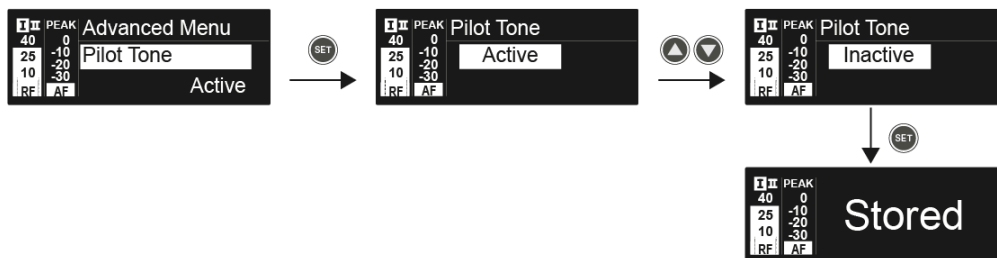 I II PEAK Advanced Menu
40 0
25 -10 Pilot Tone
10 -20
-30
RF AF Active
SET
I II PEAK Pilot Tone
40 0
25 -10 Active
10 -20
-30
RF AF
I II PEAK Pilot Tone
40 0
25 -10 Inactive
10 -20
-30
RF AF
SET
I II PEAK
40 0
25 -10 Stored
10 -20
-30
RF AF